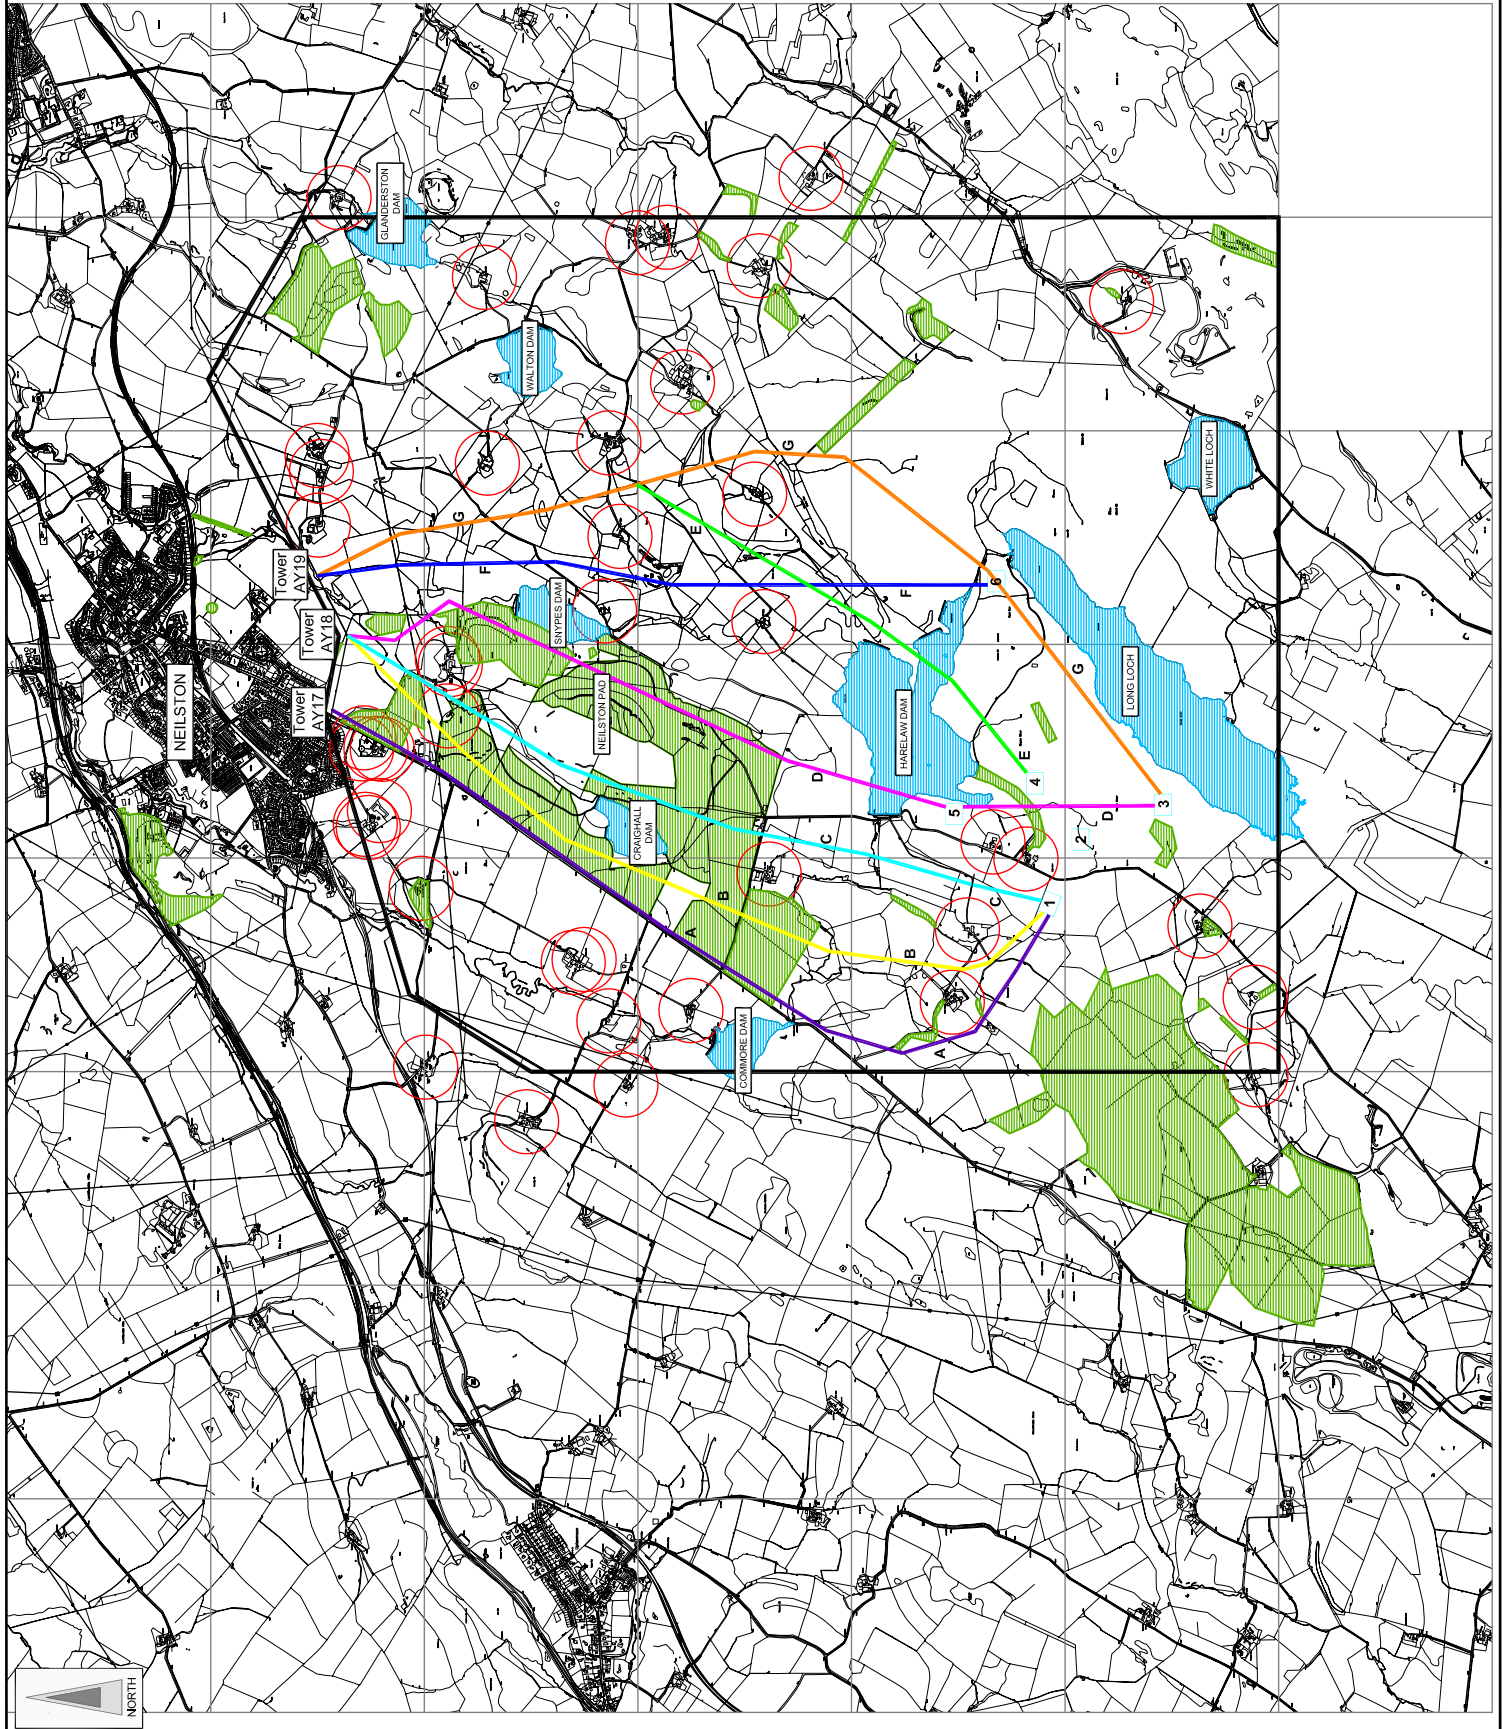 NEILSTON
Tower
AY19
Tower
AY18
Tower
AY17
GLANDERSTON
DAM
WALTON DAM
SNYPES DAM
NEILSTON PAD
CRAIGHALL
DAM
COMMORE DAM
HARELAW DAM
LONG LOCH
WHITE LOCH
G
F
E
G
F
G
D
E
D
C
B
A
C
B
A
1
2
3
4
5
6
NORTH